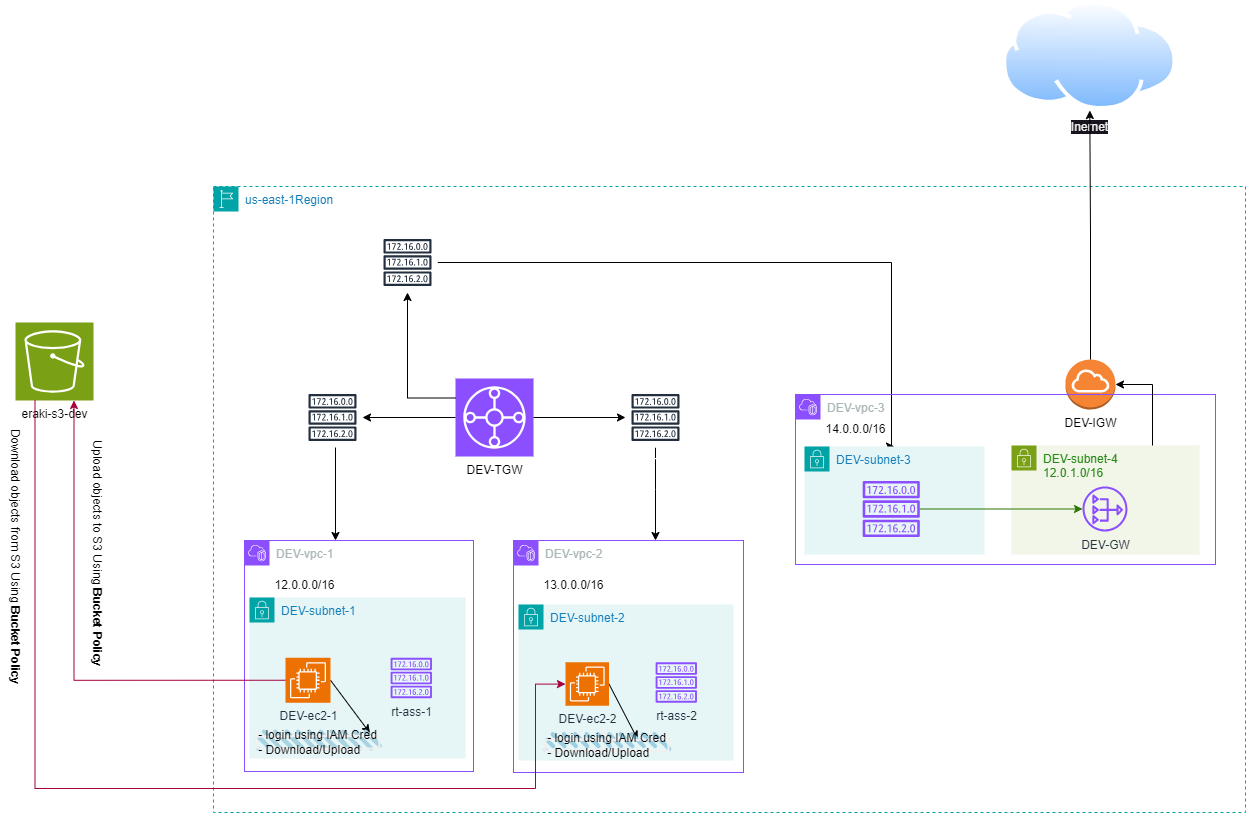 Inernet
us-east-1Region
172.16.0.0
172.16.1.0
172.16.2.0
eraki-s3-dev
172.16.0.0
172.16.1.0
172.16.2.0
DEV-TGW
172.16.0.0
172.16.1.0
172.16.2.0
DEV-IGW
DEV-vpc-3
14.0.0.0/16
DEV-subnet-3
172.16.0.0
172.16.1.0
172.16.2.0
DEV-subnet-4
12.0.1.0/16
DEV-GW
Download objects from S3 Using Bucket Policy
Upload objects to S3 Using Bucket Policy
DEV-vpc-1
12.0.0.0/16
DEV-subnet-1
DEV-ec2-1
172.16.0.0
172.16.1.0
172.16.2.0
rt-ass-1
- login using IAM Cred
- Download/Upload
DEV-vpc-2
13.0.0.0/16
DEV-subnet-2
DEV-ec2-2
172.16.0.0
172.16.1.0
172.16.2.0
rt-ass-2
- login using IAM Cred
- Download/Upload